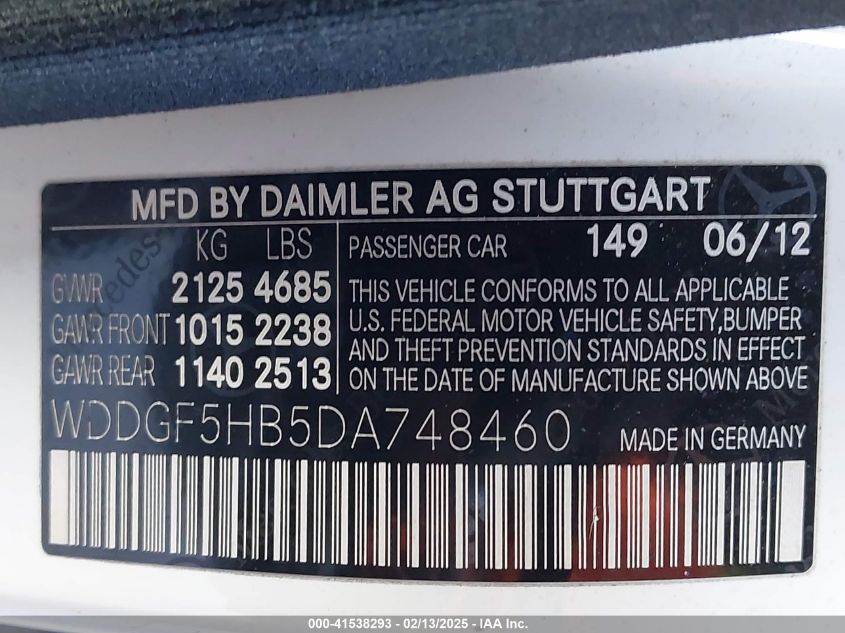 MFD BY DAIMLER AG STUTTGART
KG LBS
GVWR 2125 4685
GAWR FRONT 1015 2238
GAWR REAR 1140 2513
PASSENGER CAR 149 06/12
THIS VEHICLE CONFORMS TO ALL APPLICABLE
U.S. FEDERAL MOTOR VEHICLE SAFETY,BUMPER
AND THEFT PREVENTION STANDARDS IN EFFECT
ON THE DATE OF MANUFACTURE SHOWN ABOVE
WDDGF5HB5DA748460 MADE IN GERMANY
000-41538293 - 02/13/2025 - IAA Inc.